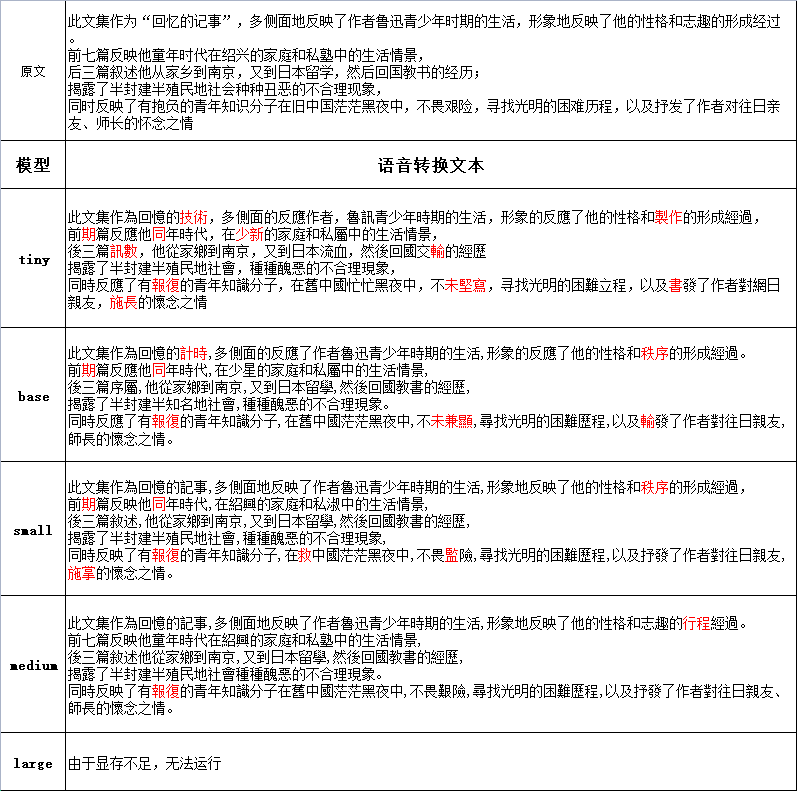 原文
此文集作为“回忆的记事”，多侧面地反映了作者鲁迅青少年时期的生活，形象地反映了他的性格和志趣的形成经过
。
前七篇反映他童年时代在绍兴的家庭和私塾中的生活情景，
后三篇叙述他从家乡到南京，又到日本留学，然后回国教书的经历；
揭露了半封建半殖民地社会种种丑恶的不合理现象，
同时反映了有抱负的青年知识分子在旧中国茫茫黑夜中，不畏艰险，寻找光明的困难历程，以及抒发了作者对往日亲
友、师长的怀念之情
模型
语音转换文本
tiny
此文集作為回憶的技術，多側面的反應作者，魯訊青少年時期的生活，形象的反應了他的性格和製作的形成經過，
前期篇反應他同年時代，在少新的家庭和私屬中的生活情景，
後三篇訊數，他從家鄉到南京，又到日本流血，然後回國交輸的經歷
揭露了半封建半殖民地社會，種種醜惡的不合理現象，
同時反應了有報復的青年知識分子，在舊中國忙忙黑夜中，不未堅寫，寻找光明的困難立程，以及書發了作者對網日
親友，施長的懷念之情
base
此文集作為回憶的計時,多側面的反應了作者魯迅青少年時期的生活,形象的反應了他的性格和秩序的形成經過。
前期篇反應他同年時代,在少星的家庭和私屬中的生活情景,
後三篇序屬,他從家鄉到南京,又到日本留學,然後回國教書的經歷,
揭露了半封建半知名地社會,種種醜惡的不合理現象。
同時反應了有報復的青年知識分子,在舊中國茫茫黑夜中,不未兼顯,尋找光明的困難歷程,以及輸發了作者對往日親友,
師長的懷念之情。
small
此文集作為回憶的記事,多側面地反映了作者魯迅青少年時期的生活,形象地反映了他的性格和秩序的形成經過，
前期篇反映他同年時代,在紹興的家庭和私淑中的生活情景,
後三篇敘述,他從家鄉到南京,又到日本留學,然後回國教書的經歷,
揭露了半封建半殖民地社會,種種醜惡的不合理現象,
同時反映了有報復的青年知識分子,在救中國茫茫黑夜中,不畏監險,尋找光明的困難歷程,以及抒發了作者對往日親友,
施掌的懷念之情。
medium
此文集作為回憶的記事,多側面地反映了作者魯迅青少年時期的生活,形象地反映了他的性格和志趣的行程經過。
前七篇反映他童年時代在紹興的家庭和私塾中的生活情景,
後三篇敘述他從家鄉到南京,又到日本留學,然後回國教書的經歷,
揭露了半封建半殖民地社會種種醜惡的不合理現象。
同時反映了有報復的青年知識分子在舊中國茫茫黑夜中,不畏艱險,尋找光明的困難歷程,以及抒發了作者對往日親友、
師長的懷念之情。
large
由于显存不足，无法运行